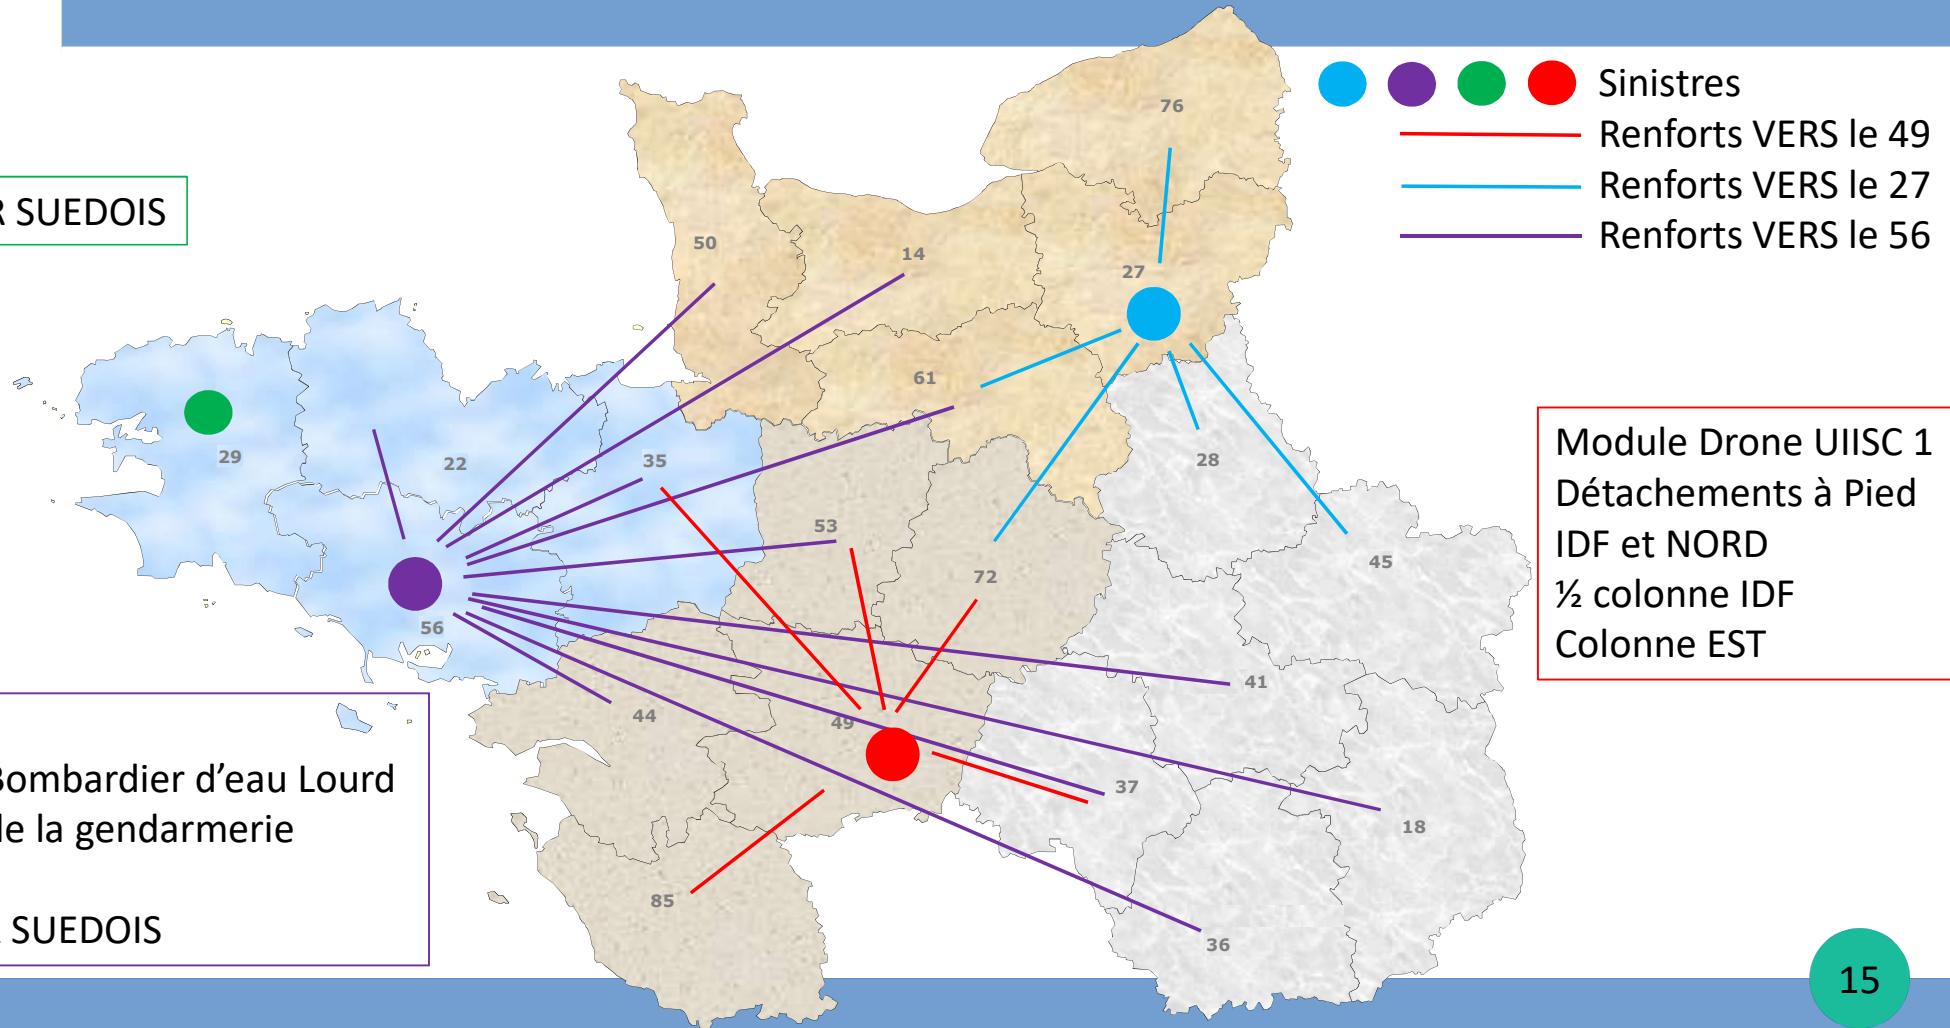 Sinistres
Renforts VERS le 49
Renforts VERS le 27
Renforts VERS le 56
R SUEDOIS
76
50
14
27
61
29
22
35
28
53
45
72
56
41
44
49
37
18
85
36
Module Drone UIISC 1
Détachements à Pied
IDF et NORD
½ colonne IDF
Colonne EST
Bombardier d’eau Lourd
de la gendarmerie
SUEDOIS
15